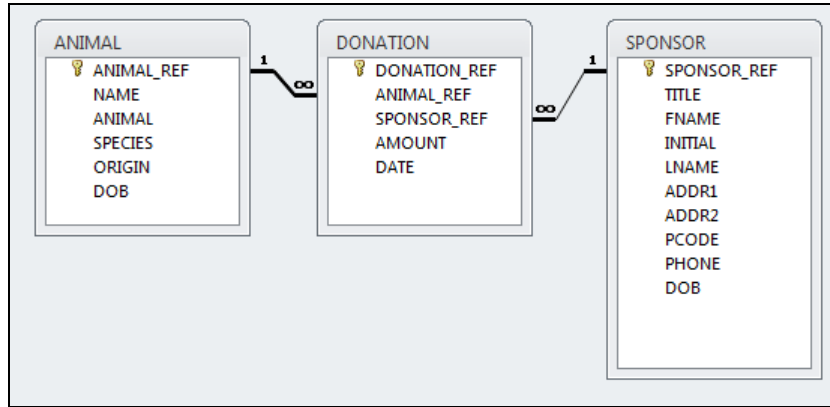 ANIMAL
ANIMAL_REF
NAME
ANIMAL
SPECIES
ORIGIN
DOB
1
∞
DONATION
DONATION_REF
ANIMAL_REF
SPONSOR_REF
AMOUNT
DATE
1
∞
SPONSOR
SPONSOR_REF
TITLE
FNAME
INITIAL
LNAME
ADDR1
ADDR2
PCODE
PHONE
DOB